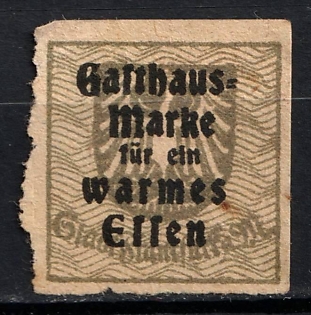 Gasthaus=
Marke
für ein
warmes
Essen